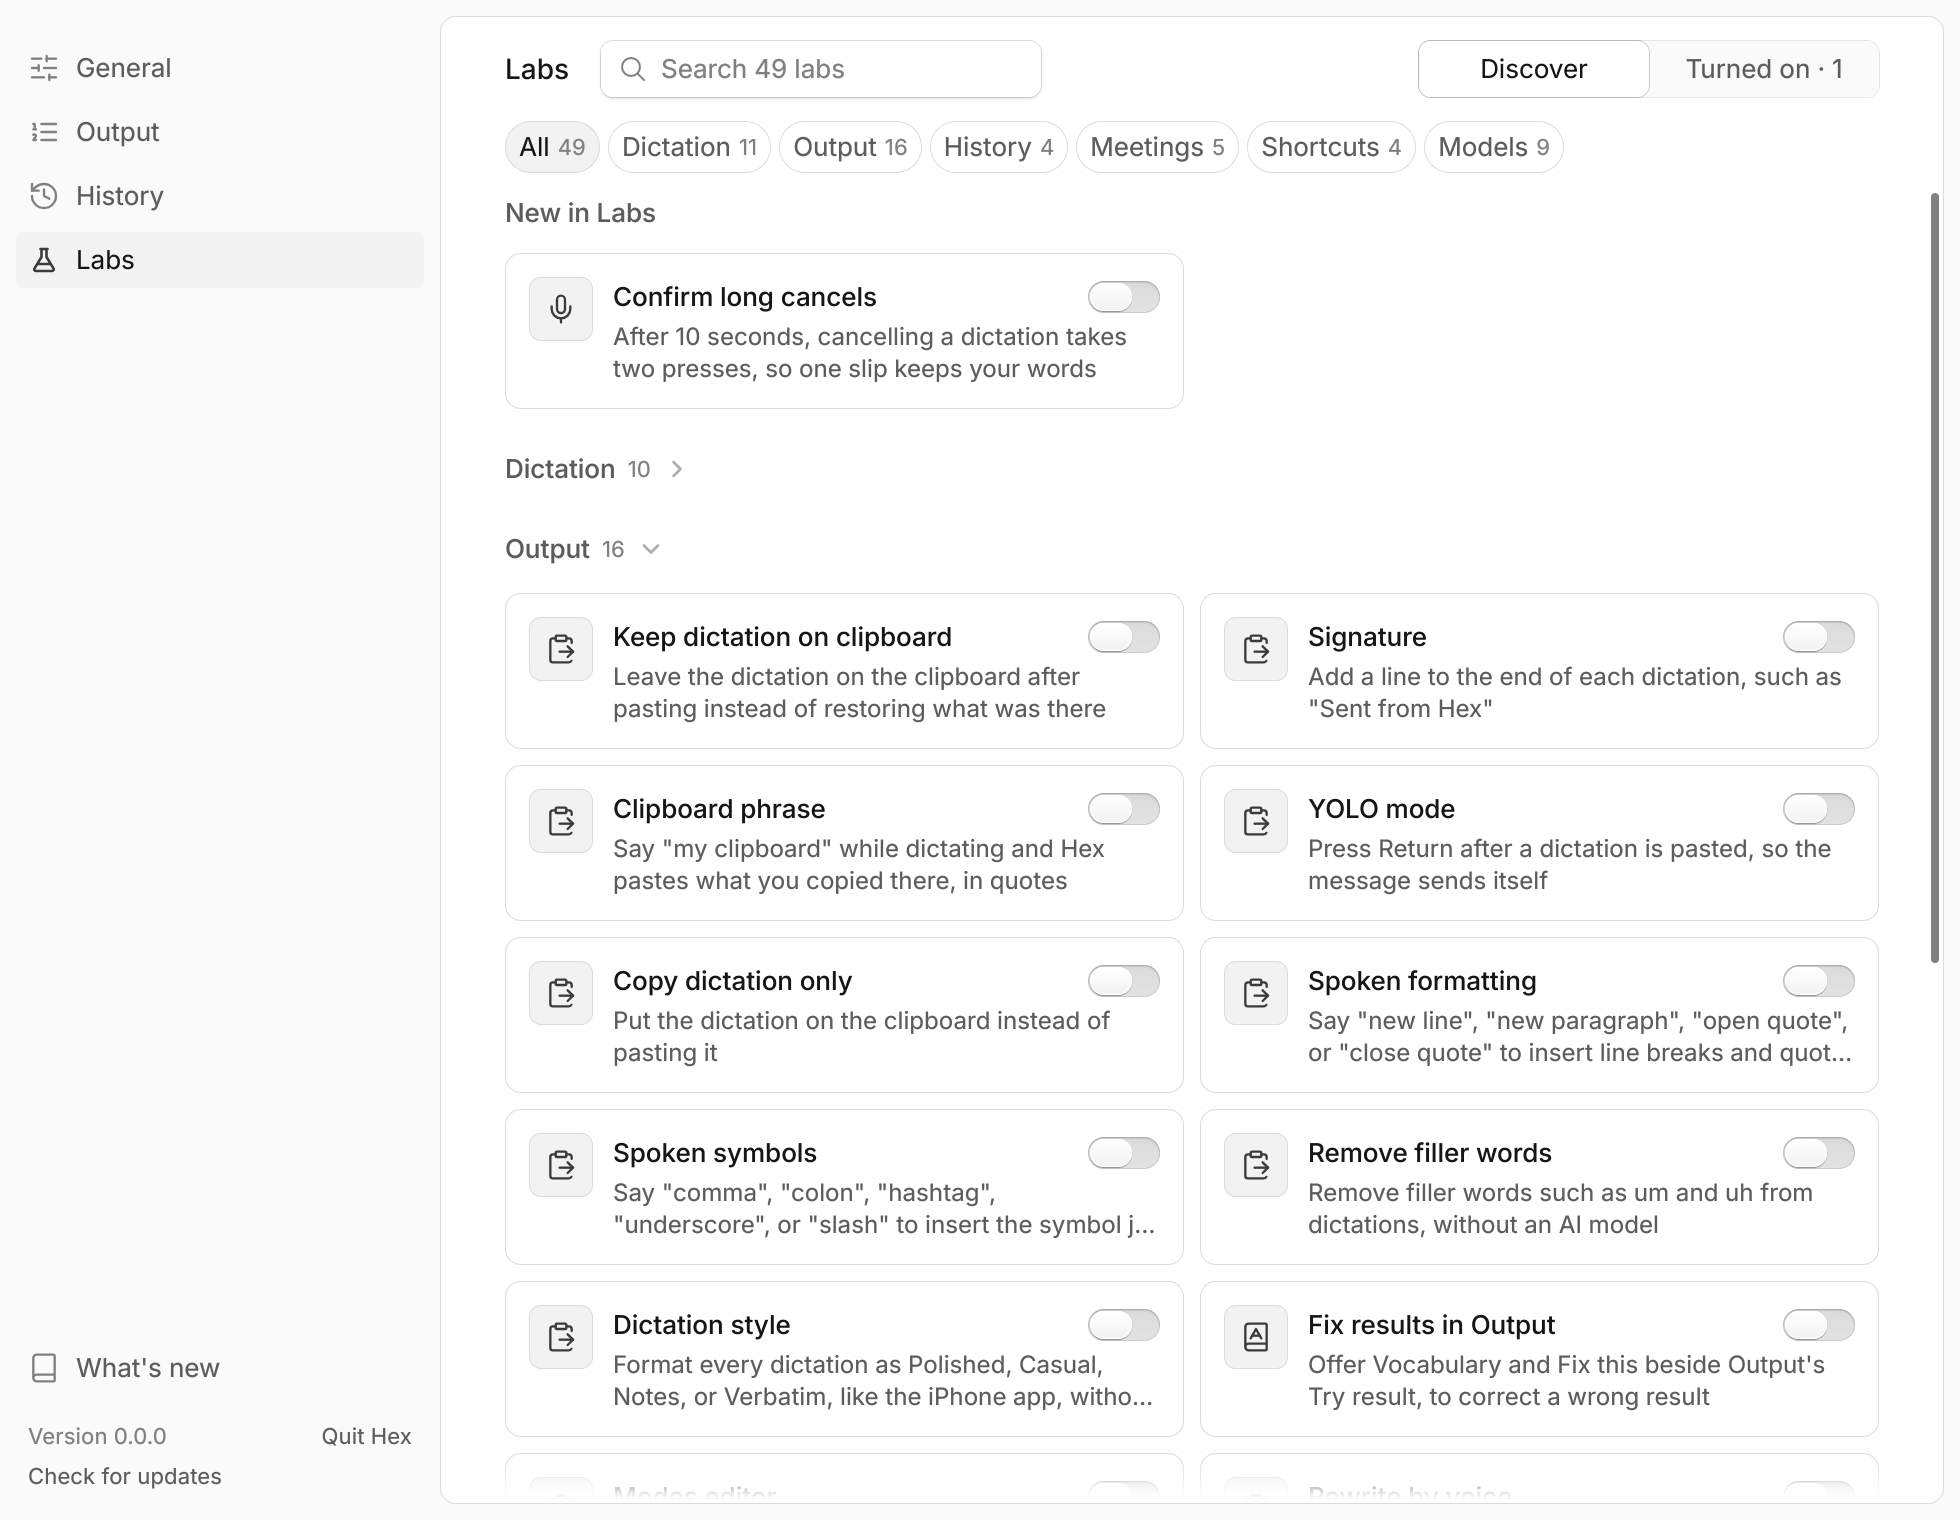 General
Output
History
Labs
What's new
Version 0.0.0
Quit Hex
Check for updates
Labs
Search 49 labs
Discover
Turned on · 1
All 49
Dictation 11
Output 16
History 4
Meetings 5
Shortcuts 4
Models 9
New in Labs
Confirm long cancels
After 10 seconds, cancelling a dictation takes
two presses, so one slip keeps your words
Dictation 10
Output 16
Keep dictation on clipboard
Leave the dictation on the clipboard after
pasting instead of restoring what was there
Signature
Add a line to the end of each dictation, such as
"Sent from Hex"
Clipboard phrase
Say "my clipboard" while dictating and Hex
pastes what you copied there, in quotes
YOLO mode
Press Return after a dictation is pasted, so the
message sends itself
Copy dictation only
Put the dictation on the clipboard instead of
pasting it
Spoken formatting
Say "new line", "new paragraph", "open quote",
or "close quote" to insert line breaks and quot...
Spoken symbols
Say "comma", "colon", "hashtag",
"underscore", or "slash" to insert the symbol j...
Remove filler words
Remove filler words such as um and uh from
dictations, without an AI model
Dictation style
Format every dictation as Polished, Casual,
Notes, or Verbatim, like the iPhone app, witho...
Fix results in Output
Offer Vocabulary and Fix this beside Output's
Try result, to correct a wrong result
Modes editor
Rewrite by voice